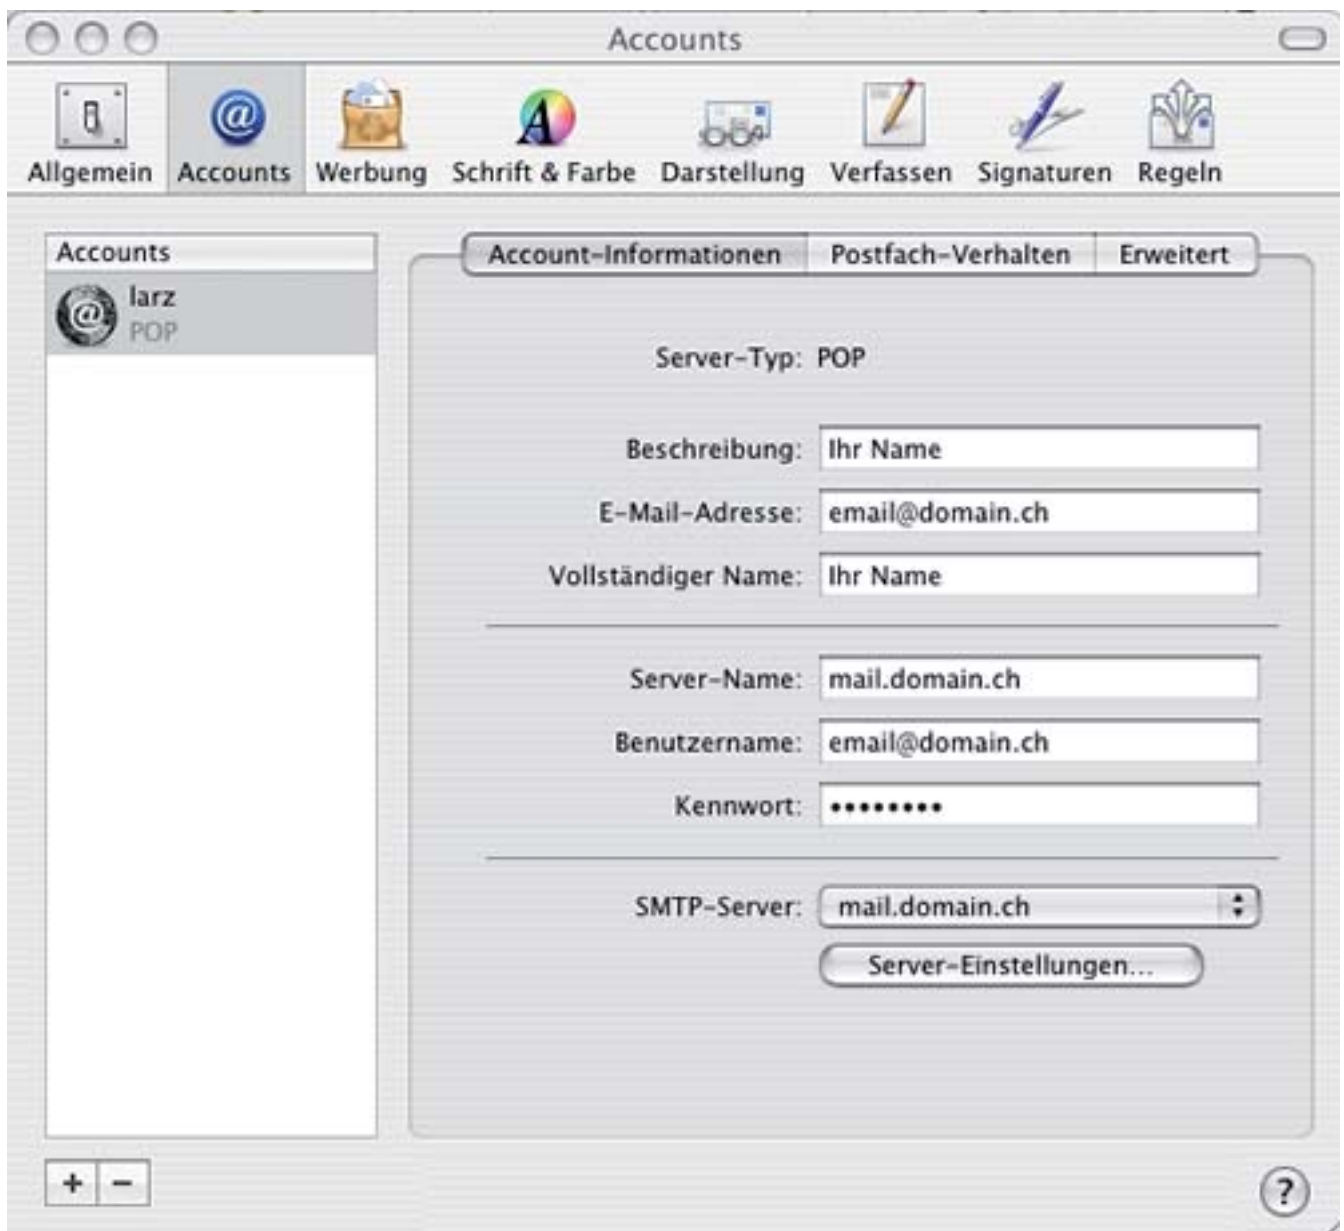 Accounts
Allgemein Accounts Werbung Schrift & Farbe Darstellung Verfassen Signaturen Regeln
Accounts
larz
POP
Account-Informationen Postfach-Verhalten Erweitert
Server-Typ: POP
Beschreibung: Ihr Name
E-Mail-Adresse: email@domain.ch
Vollständiger Name: Ihr Name
Server-Name: mail.domain.ch
Benutzername: email@domain.ch
Kennwort: ••••••••
SMTP-Server: mail.domain.ch
Server-Einstellungen...
+ −
?